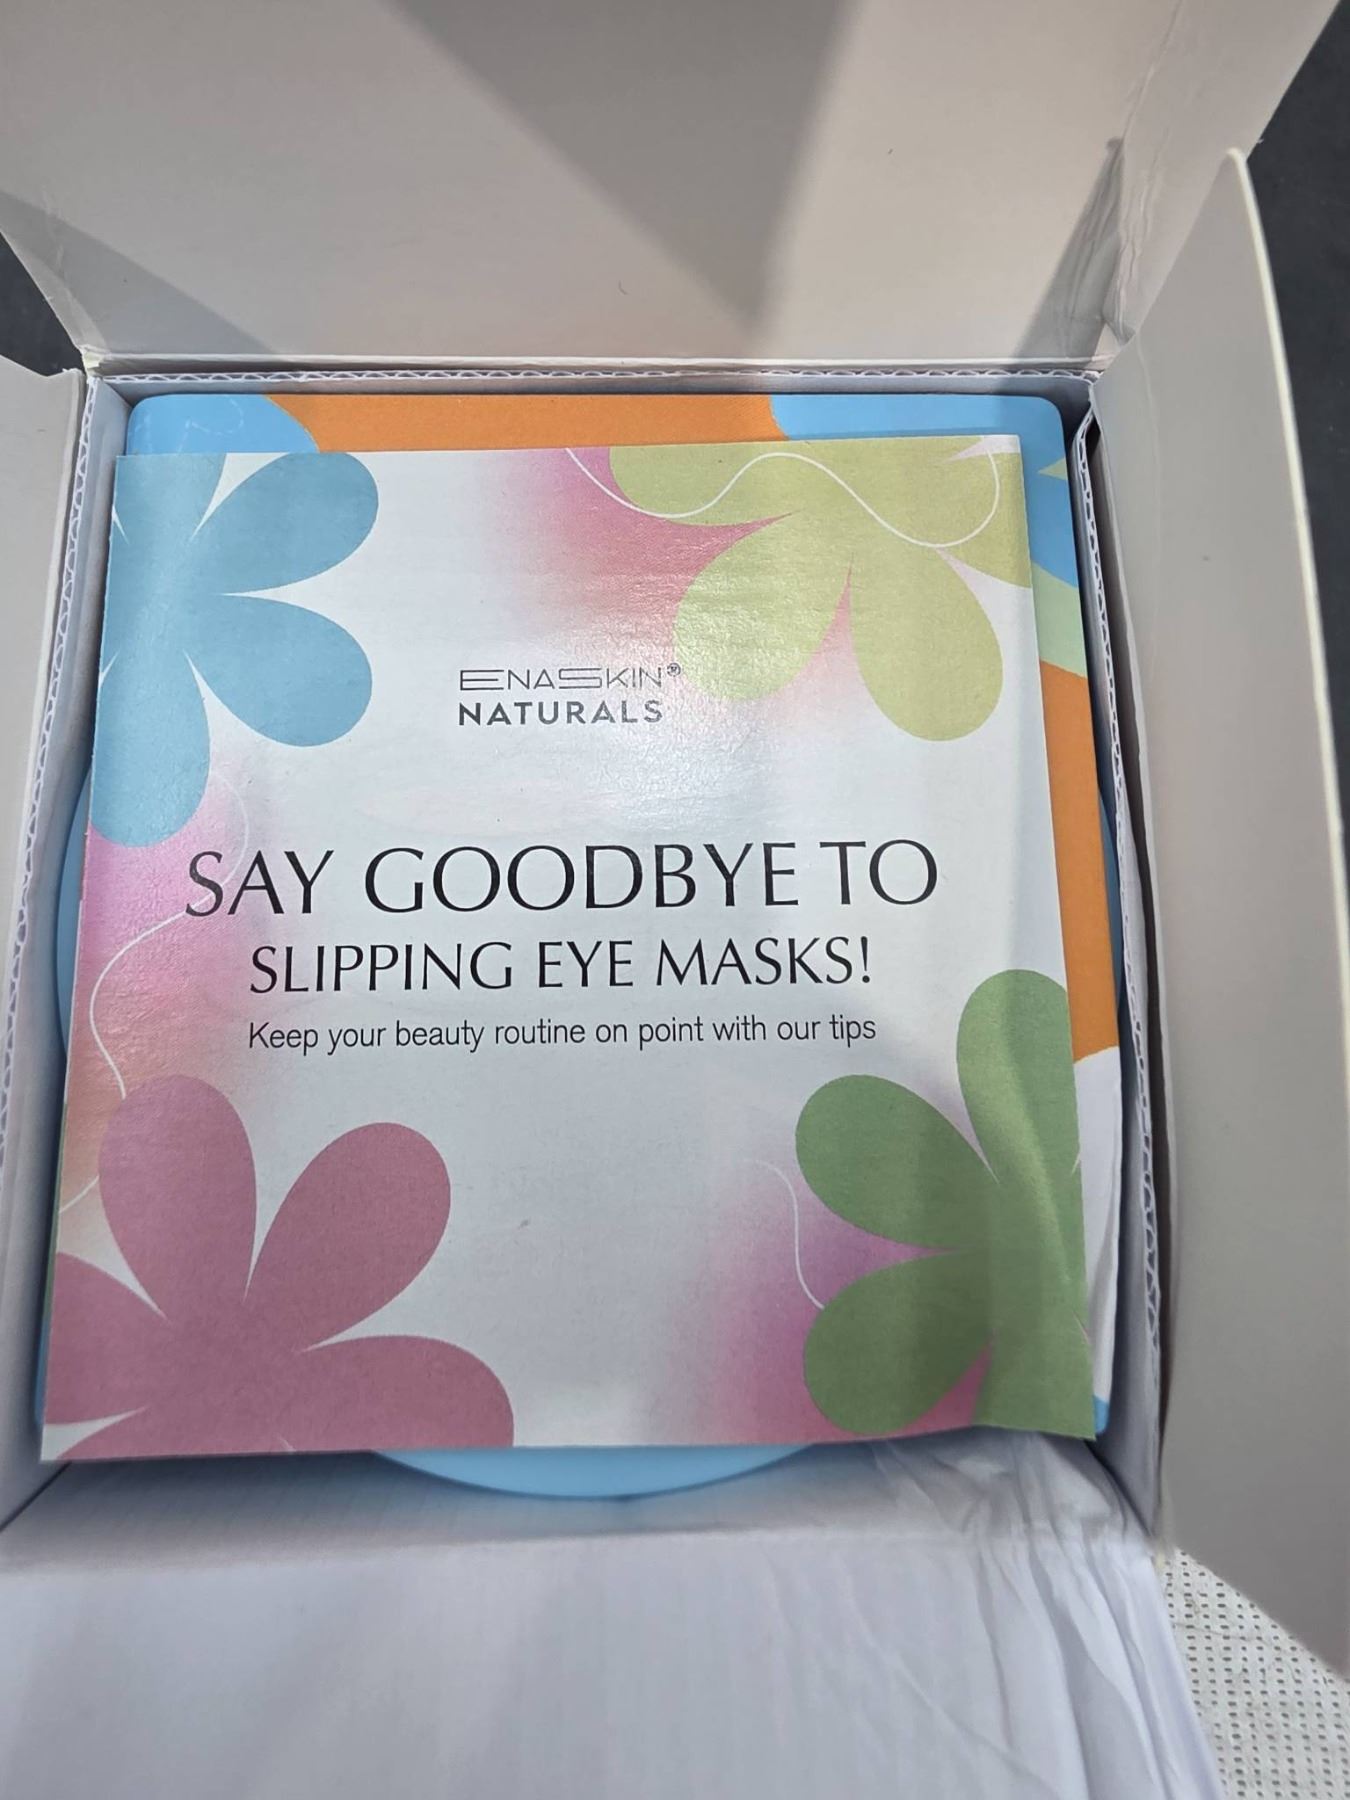 ENASKIN®
NATURALS
SAY GOODBYE TO
SLIPPING EYE MASKS!
Keep your beauty routine on point with our tips